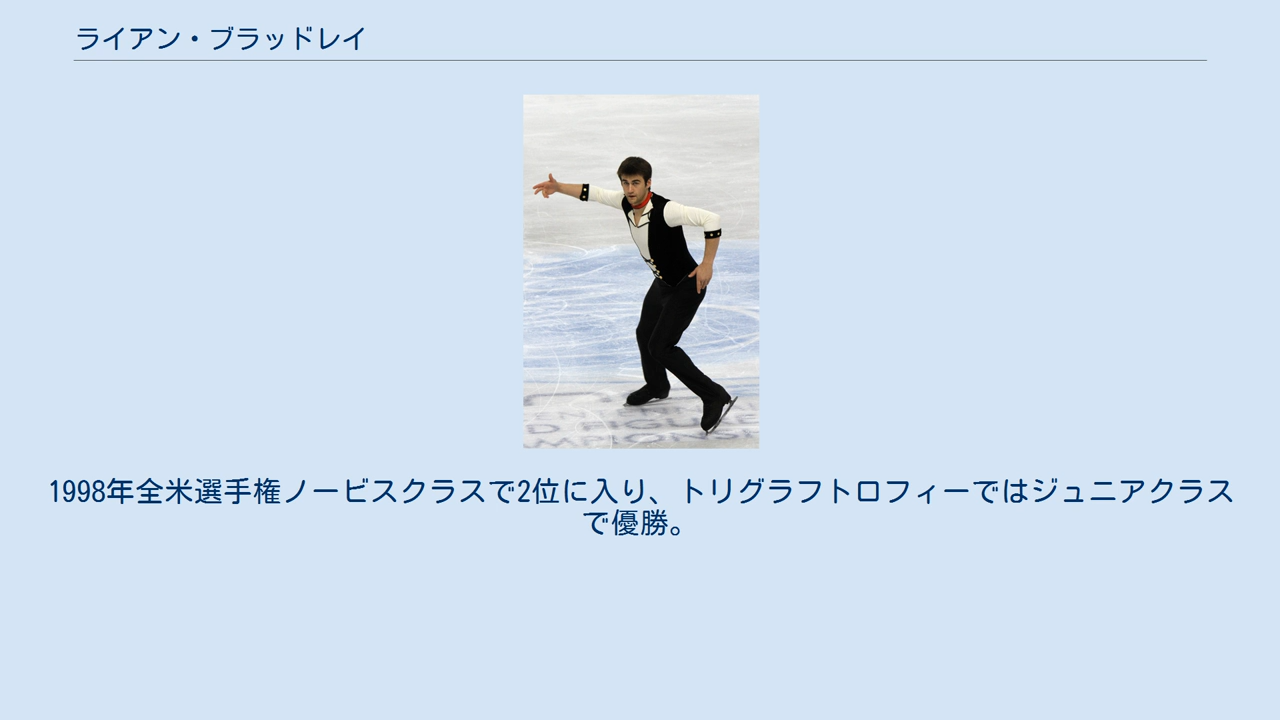 ライアン・ブラッドレイ
1998年全米選手権ノービスクラスで2位に入り、トリグラフトロフィーではジュニアクラス
で優勝。